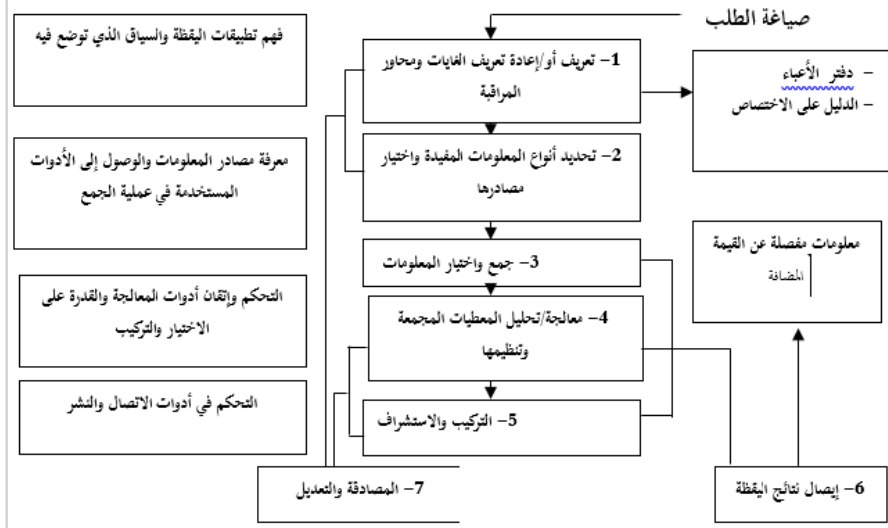 صياغة الطلب
1– تعريف أو/إعادة تعريف الغايات ومحاور
المراقبة
– دفتر الأعباء
– الدليل على الاختصاص
2– تحديد أنواع المعلومات المفيدة واختيار
مصادرها
3– جمع واختيار المعلومات
4– معالجة/تحليل المعطيات المجمعة
وتنظيمها
5– التركيب والاستشراف
معلومات مفصلة عن القيمة
المضافة
6– إيصال نتائج اليقظة
7– المصادقة والتعديل
فهم تطبيقات اليقظة والسياق الذي توضع فيه
معرفة مصادر المعلومات والوصول إلى الأدوات
المستخدمة في عملية الجمع
التحكم وإتقان أدوات المعالجة والقدرة على
الاختيار والتركيب
التحكم في أدوات الاتصال والنشر